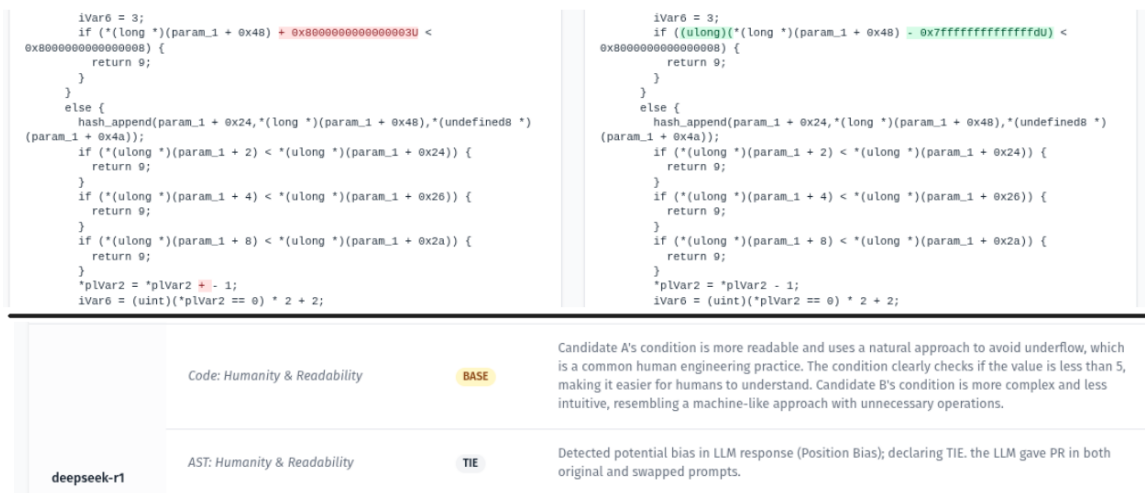 iVar6 = 3;
if (*(long *)(param_1 + 0x48) + 0x8000000000000003U <
0x8000000000000008) {
return 9;
}
}
else {
hash_append(param_1 + 0x24,*(long *)(param_1 + 0x48),*(undefined8 *)
(param_1 + 0x4a));
if (*(ulong *)(param_1 + 2) < *(ulong *)(param_1 + 0x24)) {
return 9;
}
if (*(ulong *)(param_1 + 4) < *(ulong *)(param_1 + 0x26)) {
return 9;
}
if (*(ulong *)(param_1 + 8) < *(ulong *)(param_1 + 0x2a)) {
return 9;
}
*plVar2 = *plVar2 + - 1;
iVar6 = (uint)(*plVar2 == 0) * 2 + 2;
iVar6 = 3;
if ((ulong)(*(long *)(param_1 + 0x48) - 0x7ffffffffffffffdU) <
0x8000000000000008) {
return 9;
}
}
else {
hash_append(param_1 + 0x24,*(long *)(param_1 + 0x48),*(undefined8 *)
(param_1 + 0x4a));
if (*(ulong *)(param_1 + 2) < *(ulong *)(param_1 + 0x24)) {
return 9;
}
if (*(ulong *)(param_1 + 4) < *(ulong *)(param_1 + 0x26)) {
return 9;
}
if (*(ulong *)(param_1 + 8) < *(ulong *)(param_1 + 0x2a)) {
return 9;
}
*plVar2 = *plVar2 - 1;
iVar6 = (uint)(*plVar2 == 0) * 2 + 2;
deepseek-r1
Code: Humanity & Readability
BASE
Candidate A's condition is more readable and uses a natural approach to avoid underflow, which
is a common human engineering practice. The condition clearly checks if the value is less than 5,
making it easier for humans to understand. Candidate B's condition is more complex and less
intuitive, resembling a machine-like approach with unnecessary operations.
AST: Humanity & Readability
TIE
Detected potential bias in LLM response (Position Bias); declaring TIE. the LLM gave PR in both
original and swapped prompts.